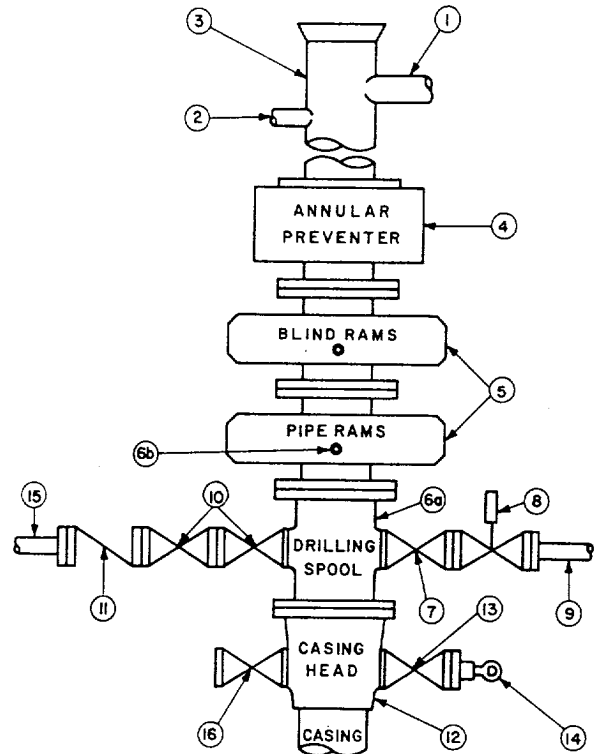 1
3
2
ANNULAR
PREVENTER
4
BLIND RAMS
5
PIPE RAMS
6b
15
10
6a
8
DRILLING
SPOOL
11
7
9
13
CASING
HEAD
16
12
14
CASING